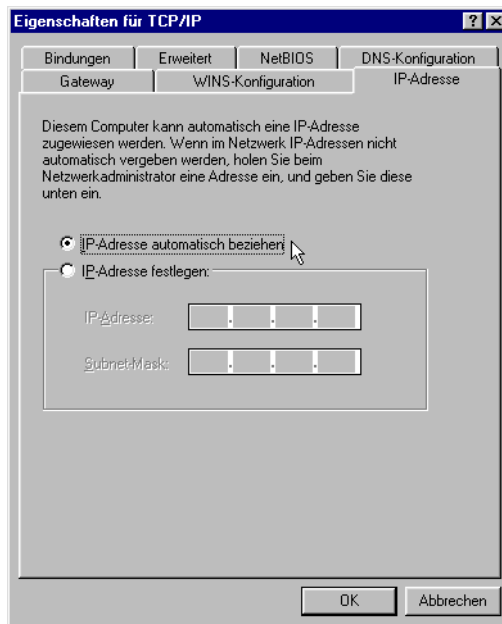 Eigenschaften für TCP/IP
Bindungen Erweitert NetBIOS DNS-Konfiguration
Gateway WINS-Konfiguration IP-Adresse
Diesem Computer kann automatisch eine IP-Adresse
zugewiesen werden. Wenn im Netzwerk IP-Adressen nicht
automatisch vergeben werden, holen Sie beim
Netzwerkadministrator eine Adresse ein, und geben Sie diese
unten ein.
IP-Adresse automatisch beziehen
IP-Adresse festlegen:
IP-Adresse:
Subnet-Mask:
OK Abbrechen